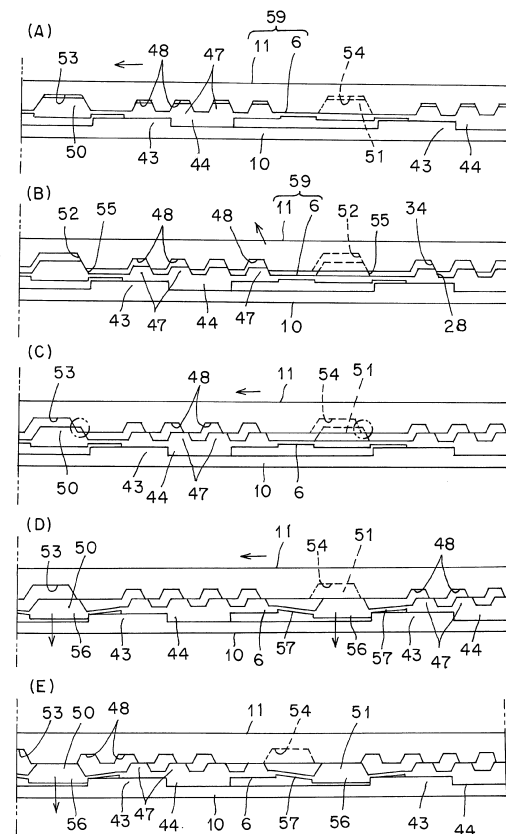 (A)
59
53 48 47 11 6 54
50 43 44 10 51 43 44
(B)
59
52 55 48 48 11 6 52 55 34
43 47 44 47 10 28
(C)
53 48 11 54 51
50 43 44 47 10 6
(D)
53 50 11 54 51 48
56 43 44 10 6 57 56 57 43 47 44
(E)
53 50 48 11 54 51
56 43 47 44 10 6 57 56 43 44